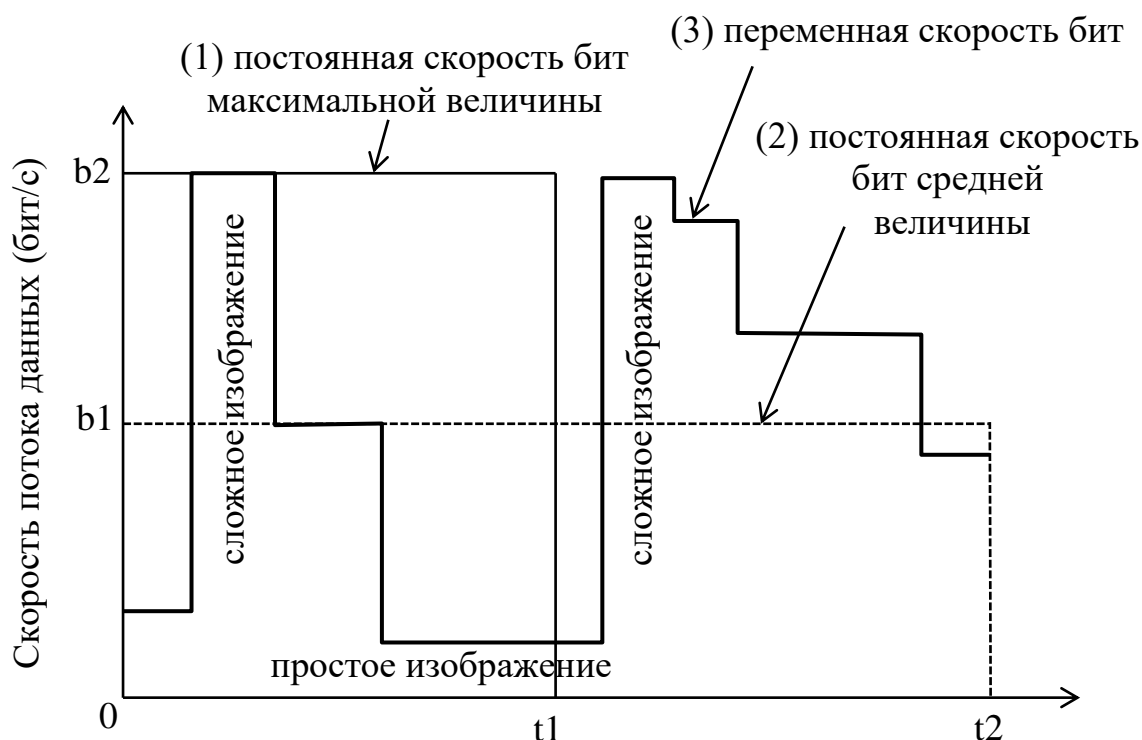 (3) переменная скорость бит
(1) постоянная скорость бит
максимальной величины
(2) постоянная скорость
бит средней
величины
Скорость потока данных (бит/с)
b2
b1
сложное изображение
сложное изображение
простое изображение
0
t1
t2